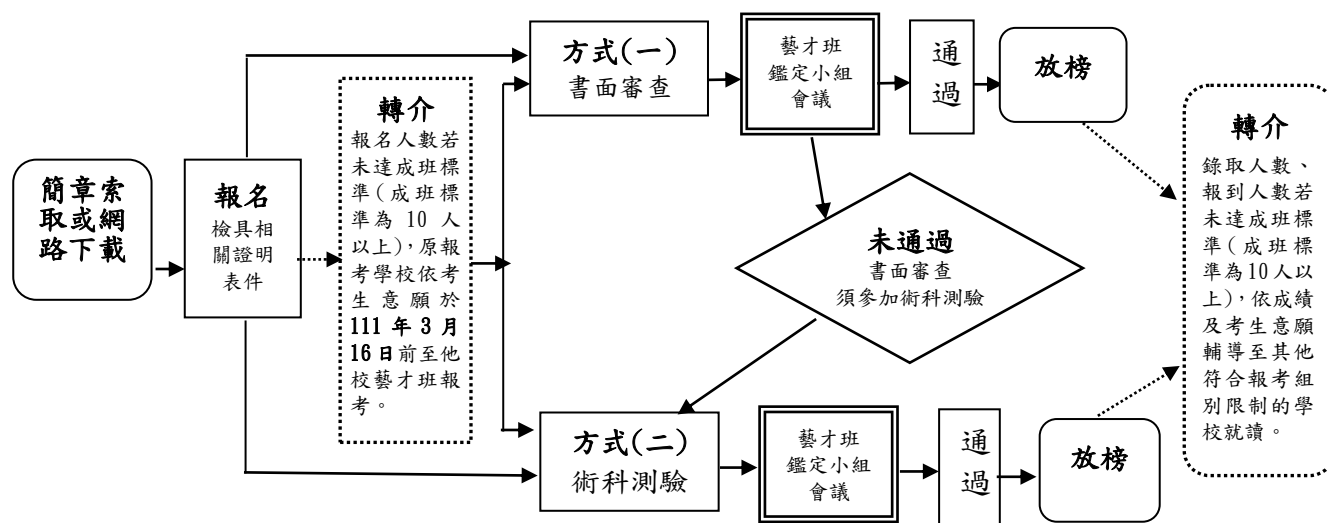 簡章索
取或網
路下載
報名
檢具相
關證明
表件
轉介
報名人數若
未達成班標
準(成班標
準為 10 人
以上),原報
考學校依考
生意願於
111 年 3 月
16 日前至他
校藝才班報
考。
方式(一)
書面審查
藝才班
鑑定小組
會議
通
過
放榜
未通過
書面審查
須參加術科測驗
方式(二)
術科測驗
藝才班
鑑定小組
會議
通
過
放榜
轉介
錄取人數、
報到人數若
未達成班標
準(成班標
準為10人以
上),依成績
及考生意願
輔導至其他
符合報考組
別限制的學
校就讀。